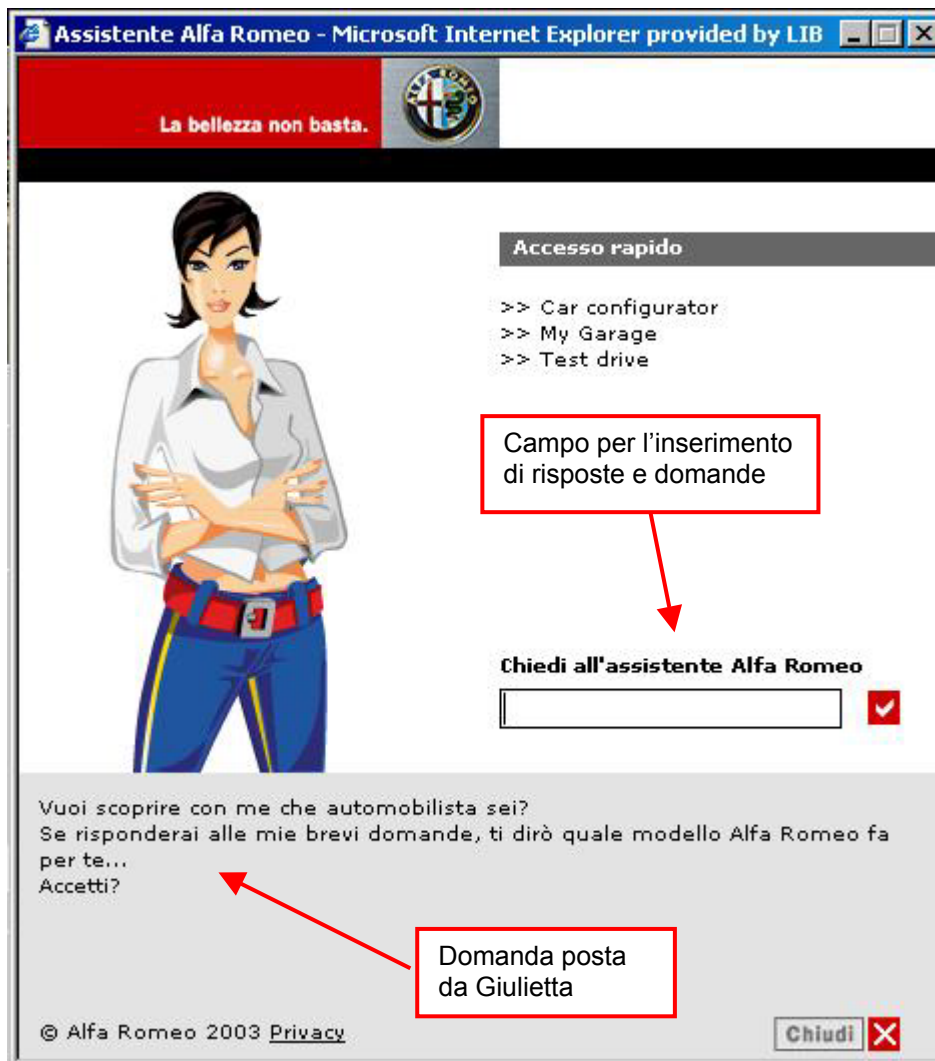 Assistente Alfa Romeo - Microsoft Internet Explorer provided by LIB
La bellezza non basta.
ALFA ROMEO
Accesso rapido
>> Car configurator
>> My Garage
>> Test drive
Campo per l'inserimento
di risposte e domande
Chiedi all'assistente Alfa Romeo
Vuoi scoprire con me che automobilista sei?
Se risponderai alle mie brevi domande, ti dirò quale modello Alfa Romeo fa
per te...
Accetti?
Domanda posta
da Giulietta
© Alfa Romeo 2003 Privacy
Chiudi